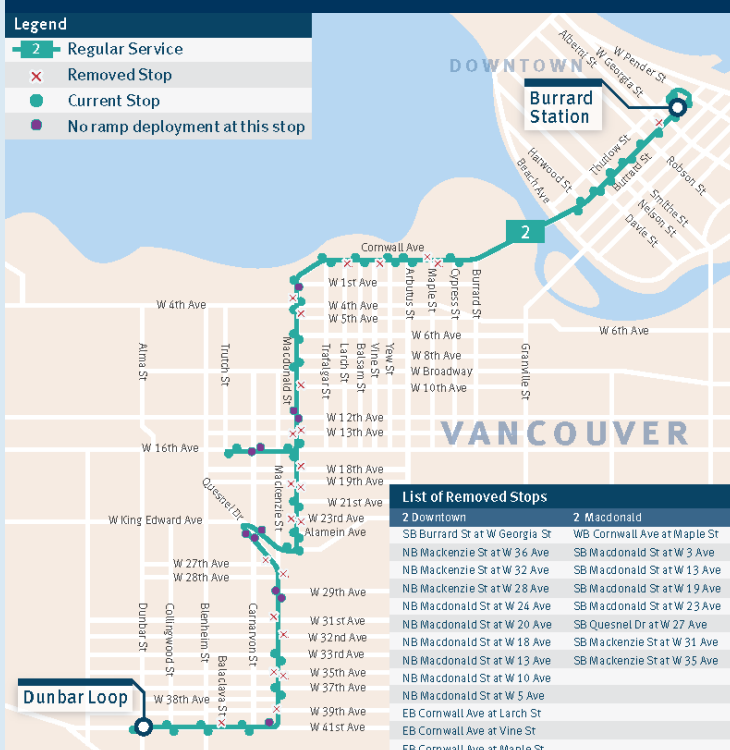 Legend
2 Regular Service
Removed Stop
Current Stop
No ramp deployment at this stop
DOWNTOWN
Alberni St
W Georgia St
W Pender St
Burrard
Station
Thurlow St
Burrard St
Robson St
Harwood St
Beach Ave
Smithe St
Nelson St
Davie St
2
Cornwall Ave
W 1st Ave
W 4th Ave
W 4th Ave
W 5th Ave
Arbutus St
Maple St
Cypress St
Burrard St
W 6th Ave
W 6th Ave
Alma St
Trutch St
Macdonald St
Trafalgar St
Larch St
Balsam St
Vine St
Yew St
W 8th Ave
W Broadway
W 10th Ave
Granville St
W 12th Ave
W 13th Ave
VANCOUVER
W 16th Ave
W 18th Ave
W 19th Ave
Quesnel Dr
Mackenzie St
W 21st Ave
W King Edward Ave
W 23rd Ave
Alamein Ave
W 27th Ave
W 28th Ave
W 29th Ave
Dunbar St
Collingwood St
Blenheim St
Carnarvon St
W 31st Ave
W 32nd Ave
W 33rd Ave
Balaclava St
W 35th Ave
W 37th Ave
Dunbar Loop
W 38th Ave
W 39th Ave
W 41st Ave
List of Removed Stops
2 Downtown 2 Macdonald
SB Burrard St at W Georgia St WB Cornwall Ave at Maple St
NB Mackenzie St at W 36 Ave SB Macdonald St at W 3 Ave
NB Mackenzie St at W 32 Ave SB Macdonald St at W 13 Ave
NB Mackenzie St at W 28 Ave SB Macdonald St at W 19 Ave
NB Macdonald St at W 24 Ave SB Macdonald St at W 23 Ave
NB Macdonald St at W 20 Ave SB Quesnel Dr at W 27 Ave
NB Macdonald St at W 18 Ave SB Mackenzie St at W 31 Ave
NB Macdonald St at W 13 Ave SB Mackenzie St at W 35 Ave
NB Macdonald St at W 10 Ave
NB Macdonald St at W 5 Ave
EB Cornwall Ave at Larch St
EB Cornwall Ave at Vine St
EB Cornwall Ave at Maple St